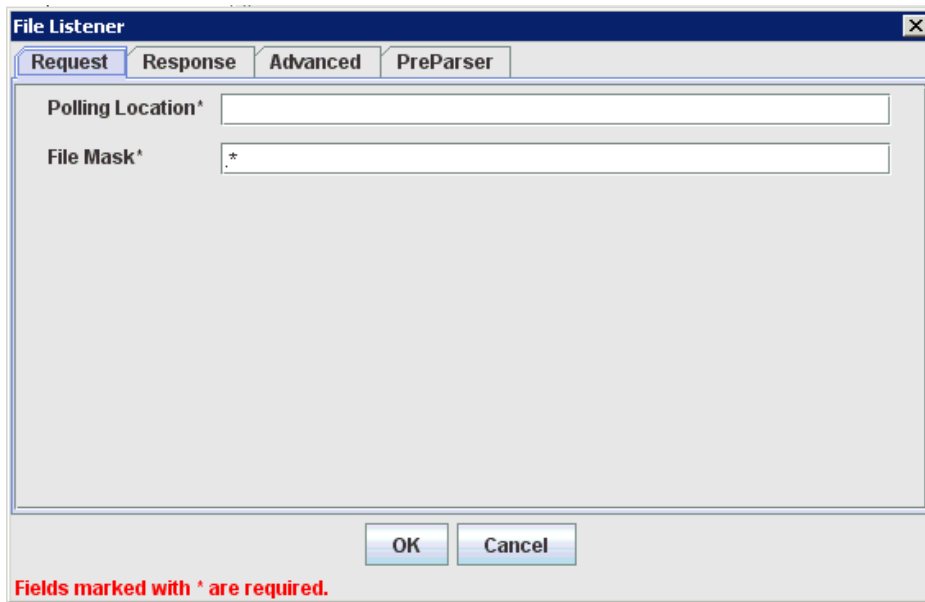 File Listener
Request Response Advanced PreParser
Polling Location*
File Mask* .*
OK Cancel
Fields marked with * are required.